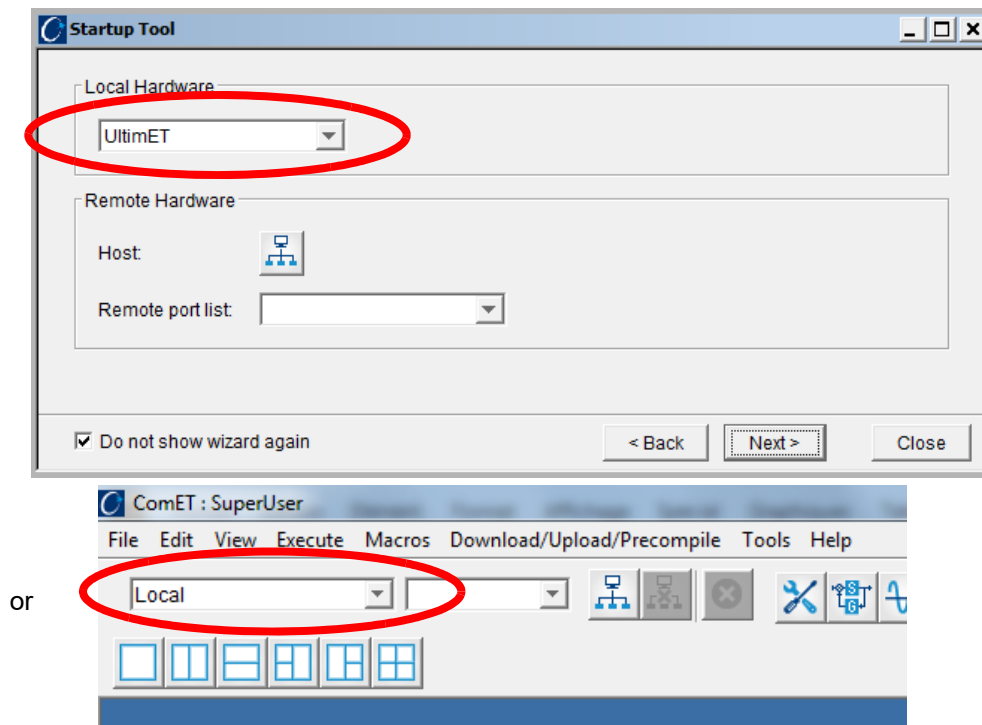 Startup Tool
Local Hardware
UltimET
Remote Hardware
Host:
Remote port list:
Do not show wizard again
< Back Next > Close
ComET : SuperUser
File Edit View Execute Macros Download/Upload/Precompile Tools Help
or
Local